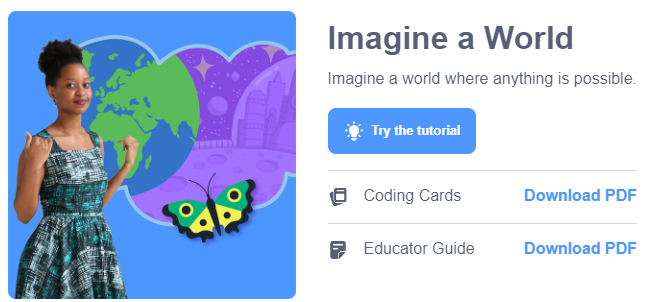 Imagine a World
Imagine a world where anything is possible.
Try the tutorial
Coding Cards Download PDF
Educator Guide Download PDF